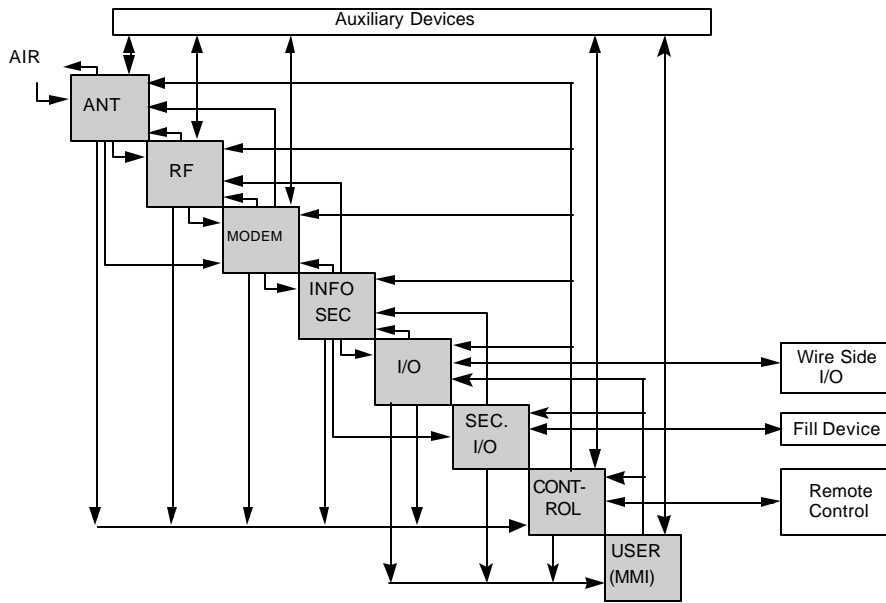 Auxiliary Devices
AIR
ANT
RF
MODEM
INFO
SEC
I/O
Wire Side
I/O
SEC.
I/O
Fill Device
CONT-
ROL
Remote
Control
USER
(MMI)